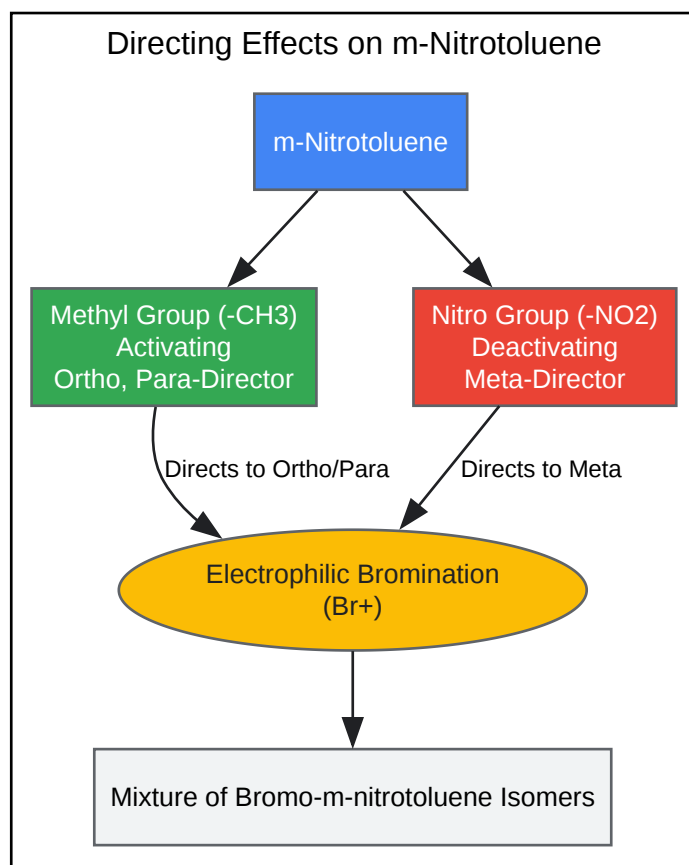 Directing Effects on m-Nitrotoluene
m-Nitrotoluene
Methyl Group (-CH3)
Activating
Ortho, Para-Director
Nitro Group (-NO2)
Deactivating
Meta-Director
Directs to Ortho/Para
Directs to Meta
Electrophilic Bromination
(Br+)
Mixture of Bromo-m-nitrotoluene Isomers